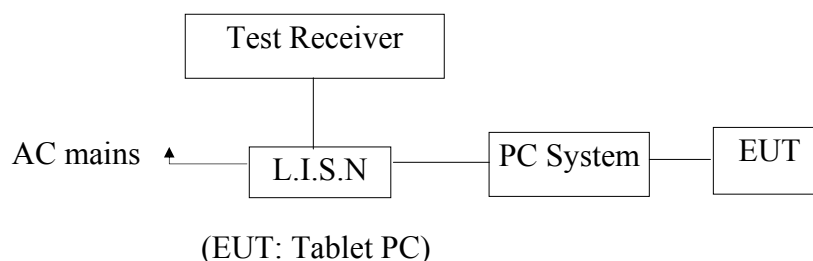 Test Receiver
AC mains
L.I.S.N
PC System
EUT
(EUT: Tablet PC)